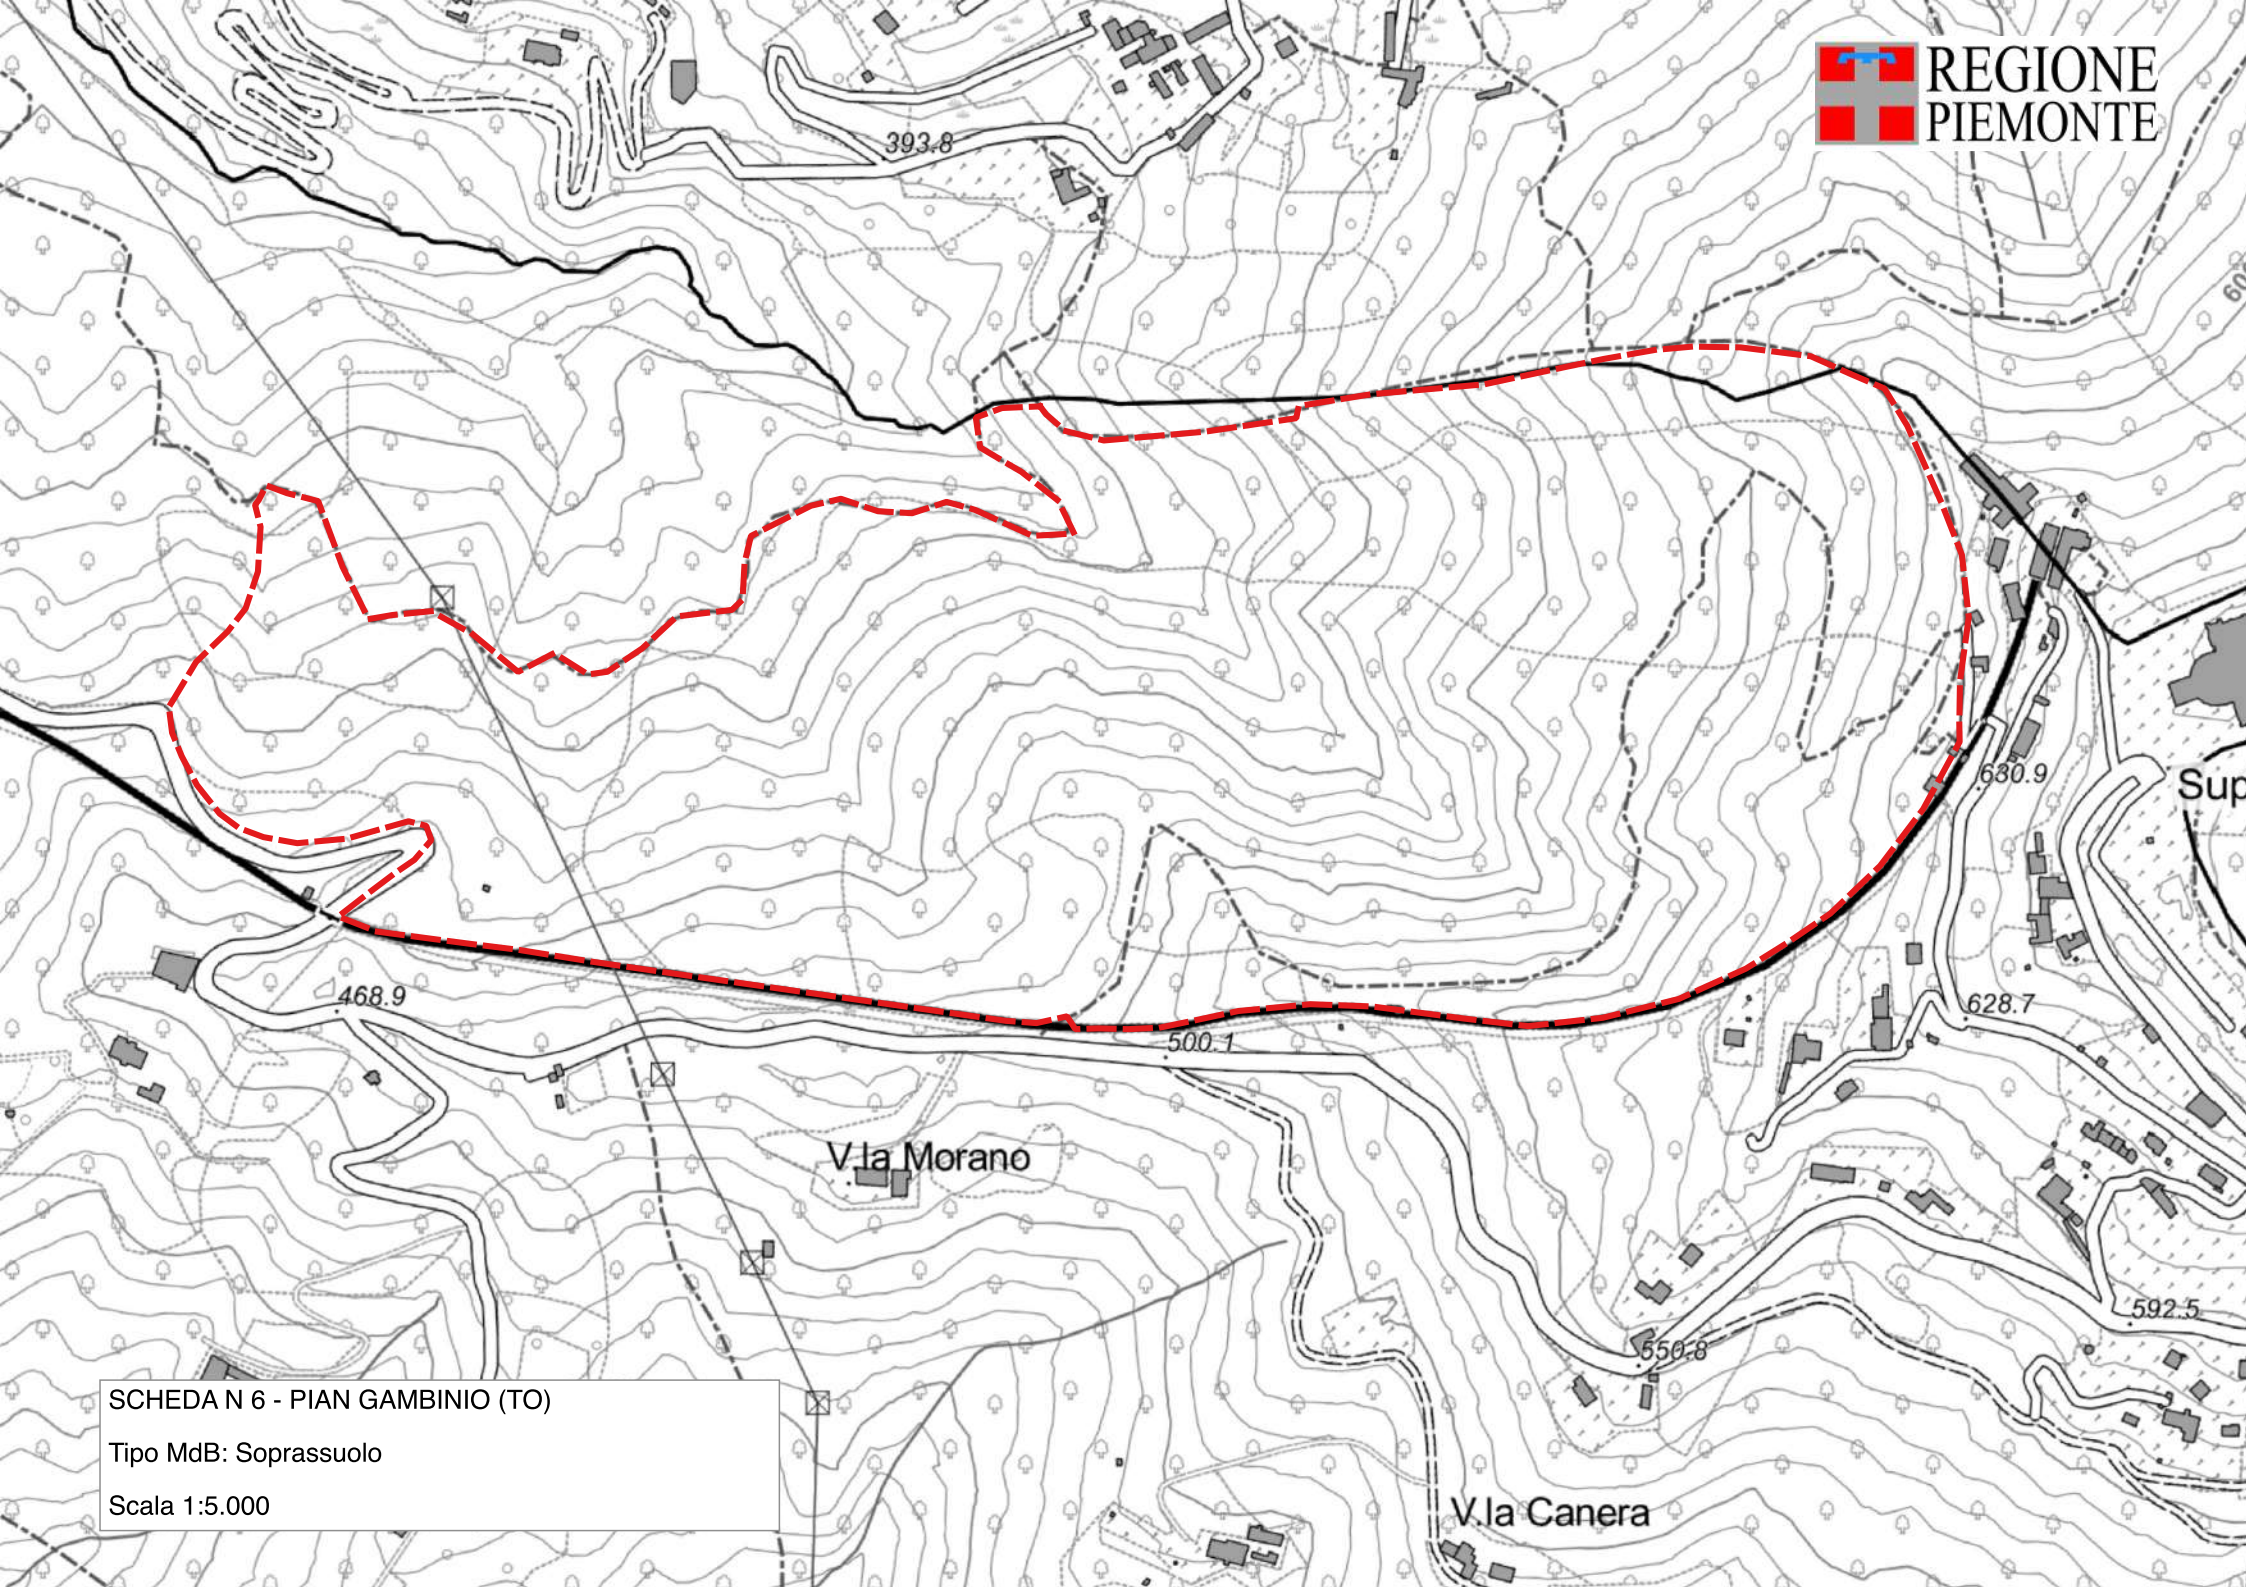 REGIONE
PIEMONTE
393.8
60
630.9
Sup
468.9
628.7
500.1
V.la Morano
592.5
550.8
SCHEDA N 6 - PIAN GAMBINIO (TO)
Tipo MdB: Soprassuolo
Scala 1:5.000
V.la Canera